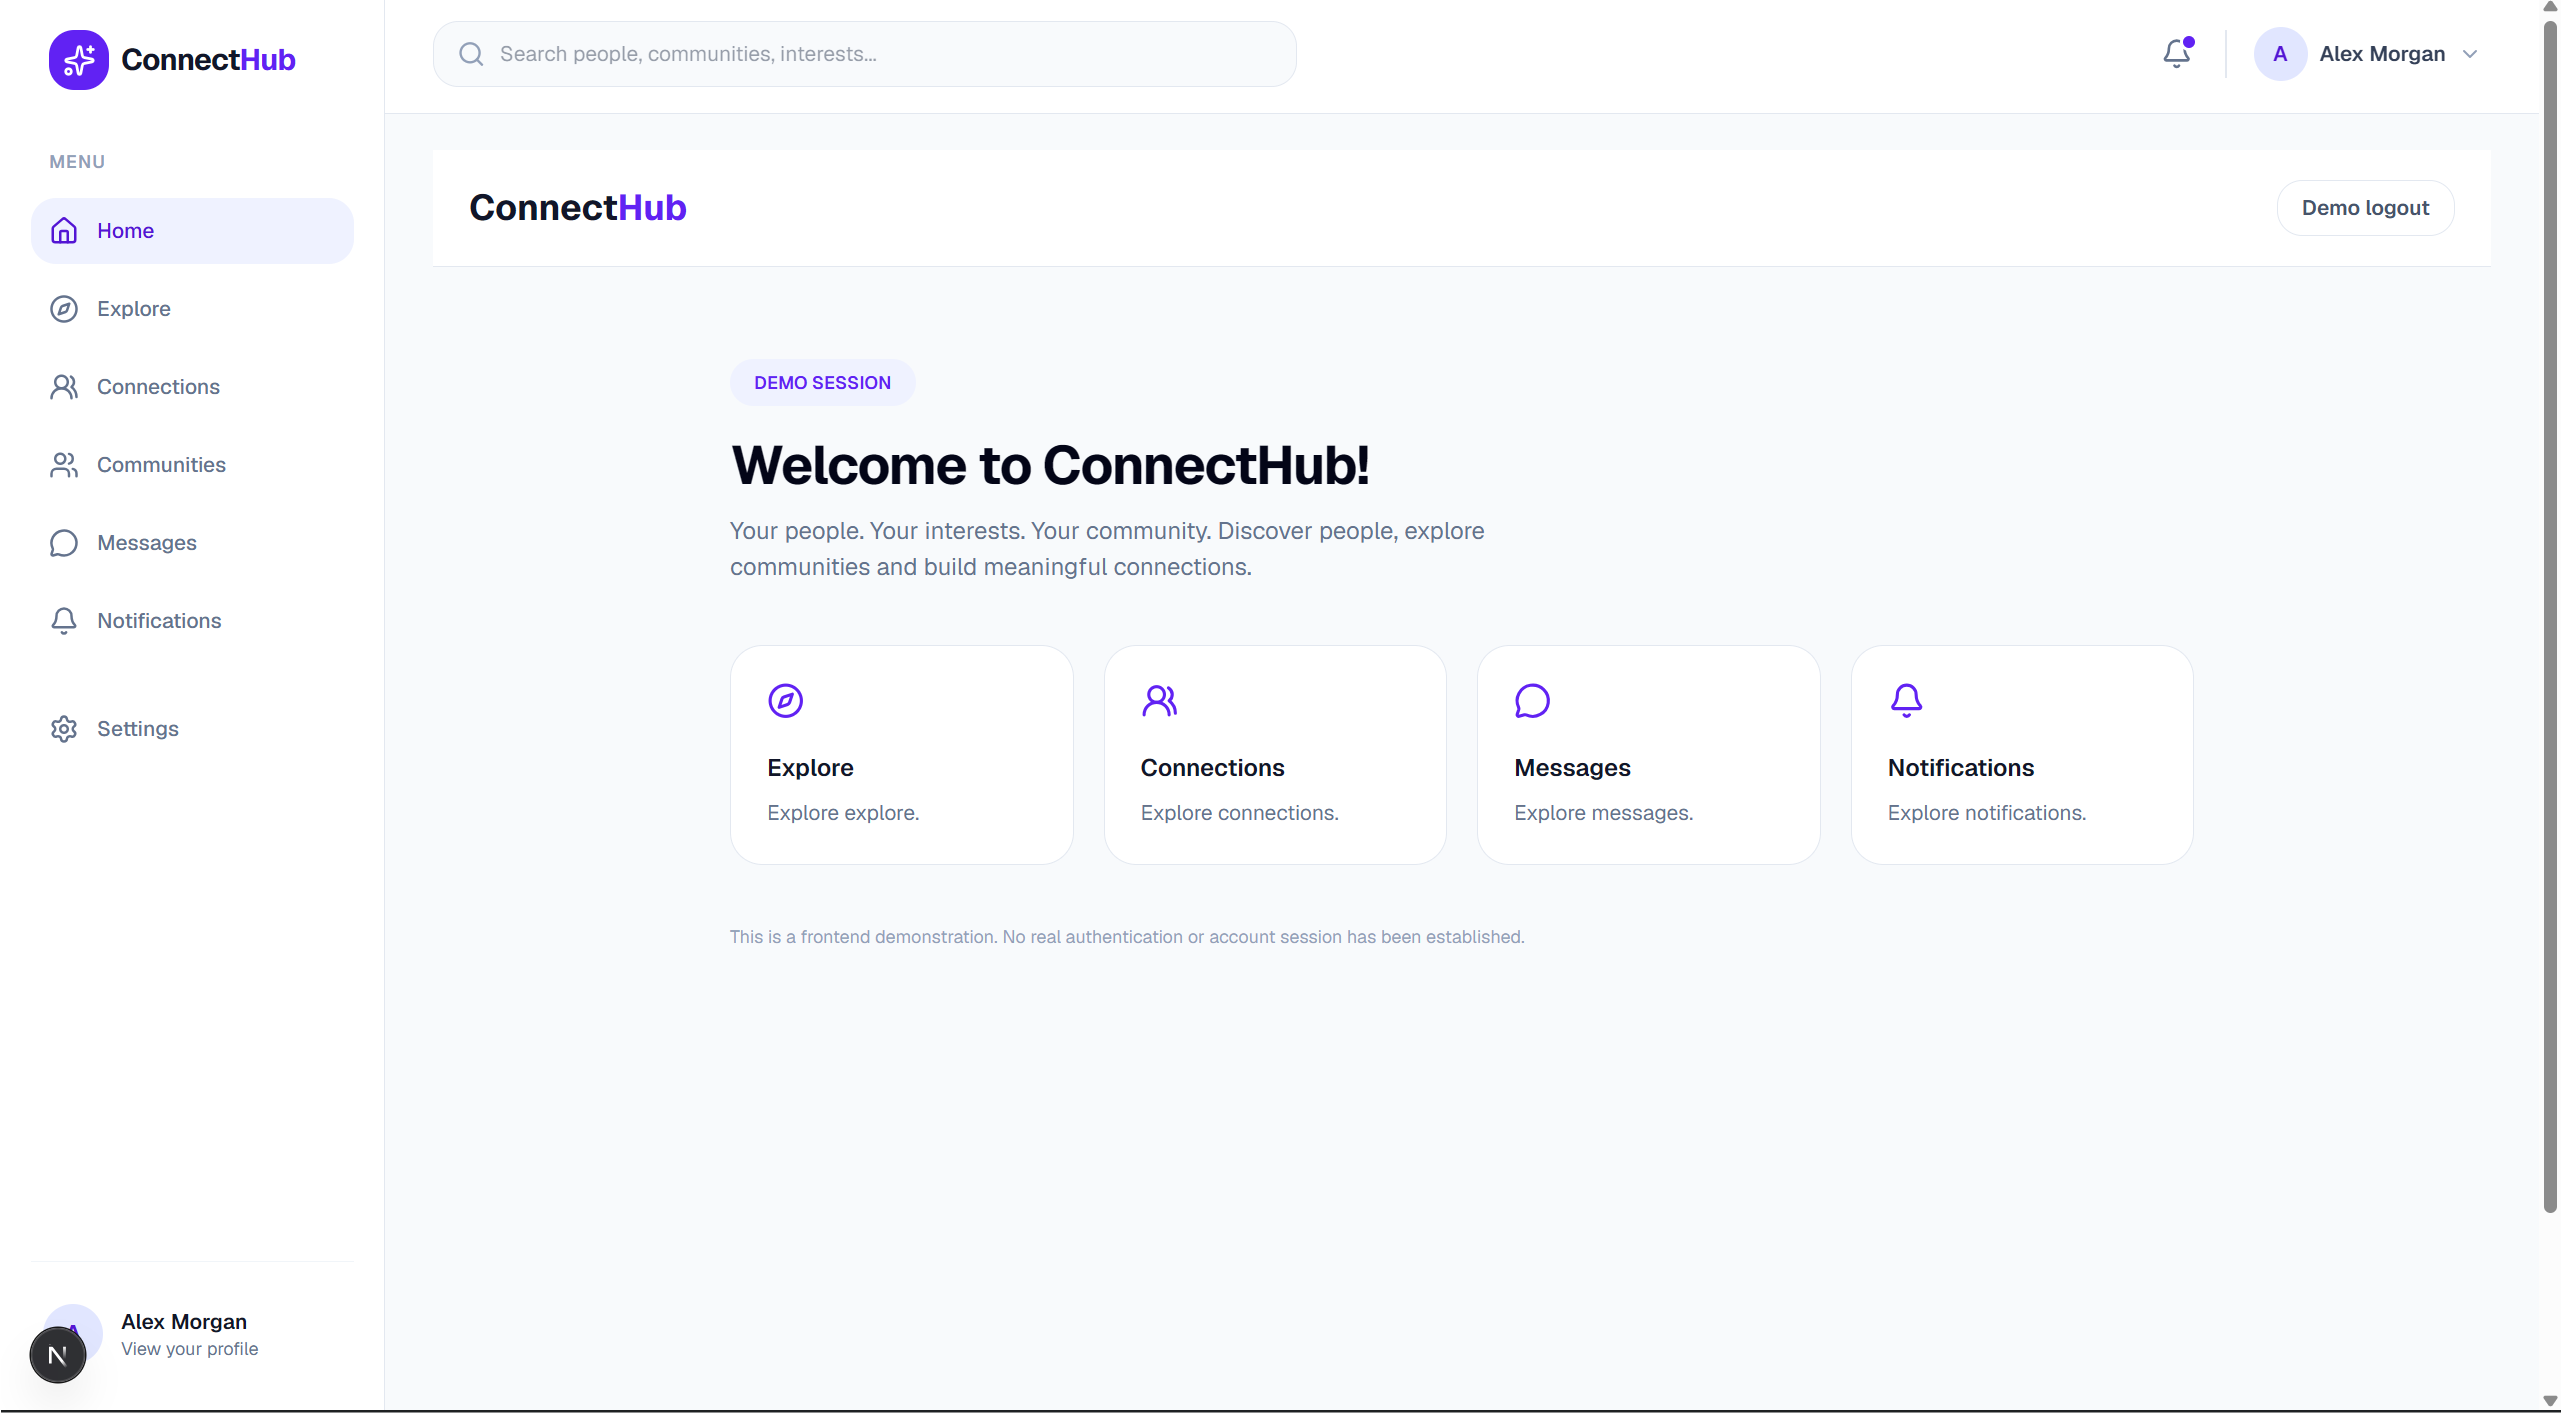 ConnectHub
MENU
Home
Explore
Connections
Communities
Messages
Notifications
Settings
Alex Morgan
View your profile
N
Search people, communities, interests...
A
Alex Morgan
ConnectHub
Demo logout
DEMO SESSION
Welcome to ConnectHub!
Your people. Your interests. Your community. Discover people, explore
communities and build meaningful connections.
Explore
Explore explore.
Connections
Explore connections.
Messages
Explore messages.
Notifications
Explore notifications.
This is a frontend demonstration. No real authentication or account session has been established.